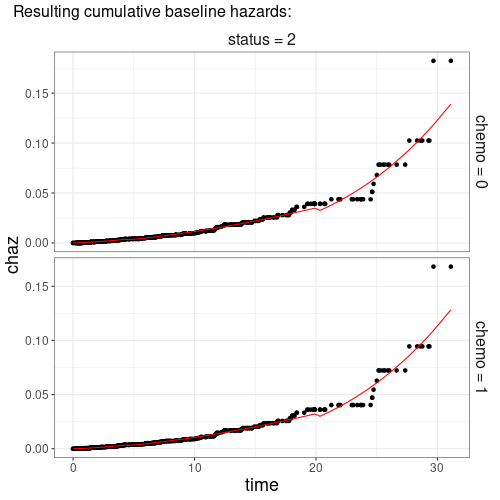 Resulting cumulative baseline hazards:
status = 2
0.15
0.10
0.05
0.00
chemo = 0
0.15
0.10
0.05
0.00
chemo = 1
chaz
0 10 20 30
time